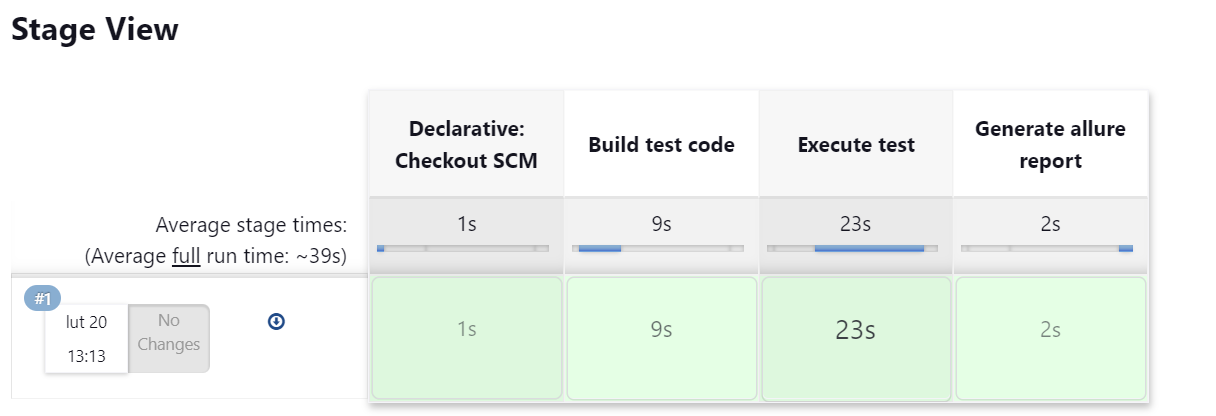 Stage View
Declarative:
Checkout SCM
Build test code
Execute test
Generate allure
report
Average stage times:
(Average full run time: ~39s)
1s
9s
23s
2s
#1
lut 20
13:13
No
Changes
1s
9s
23s
2s